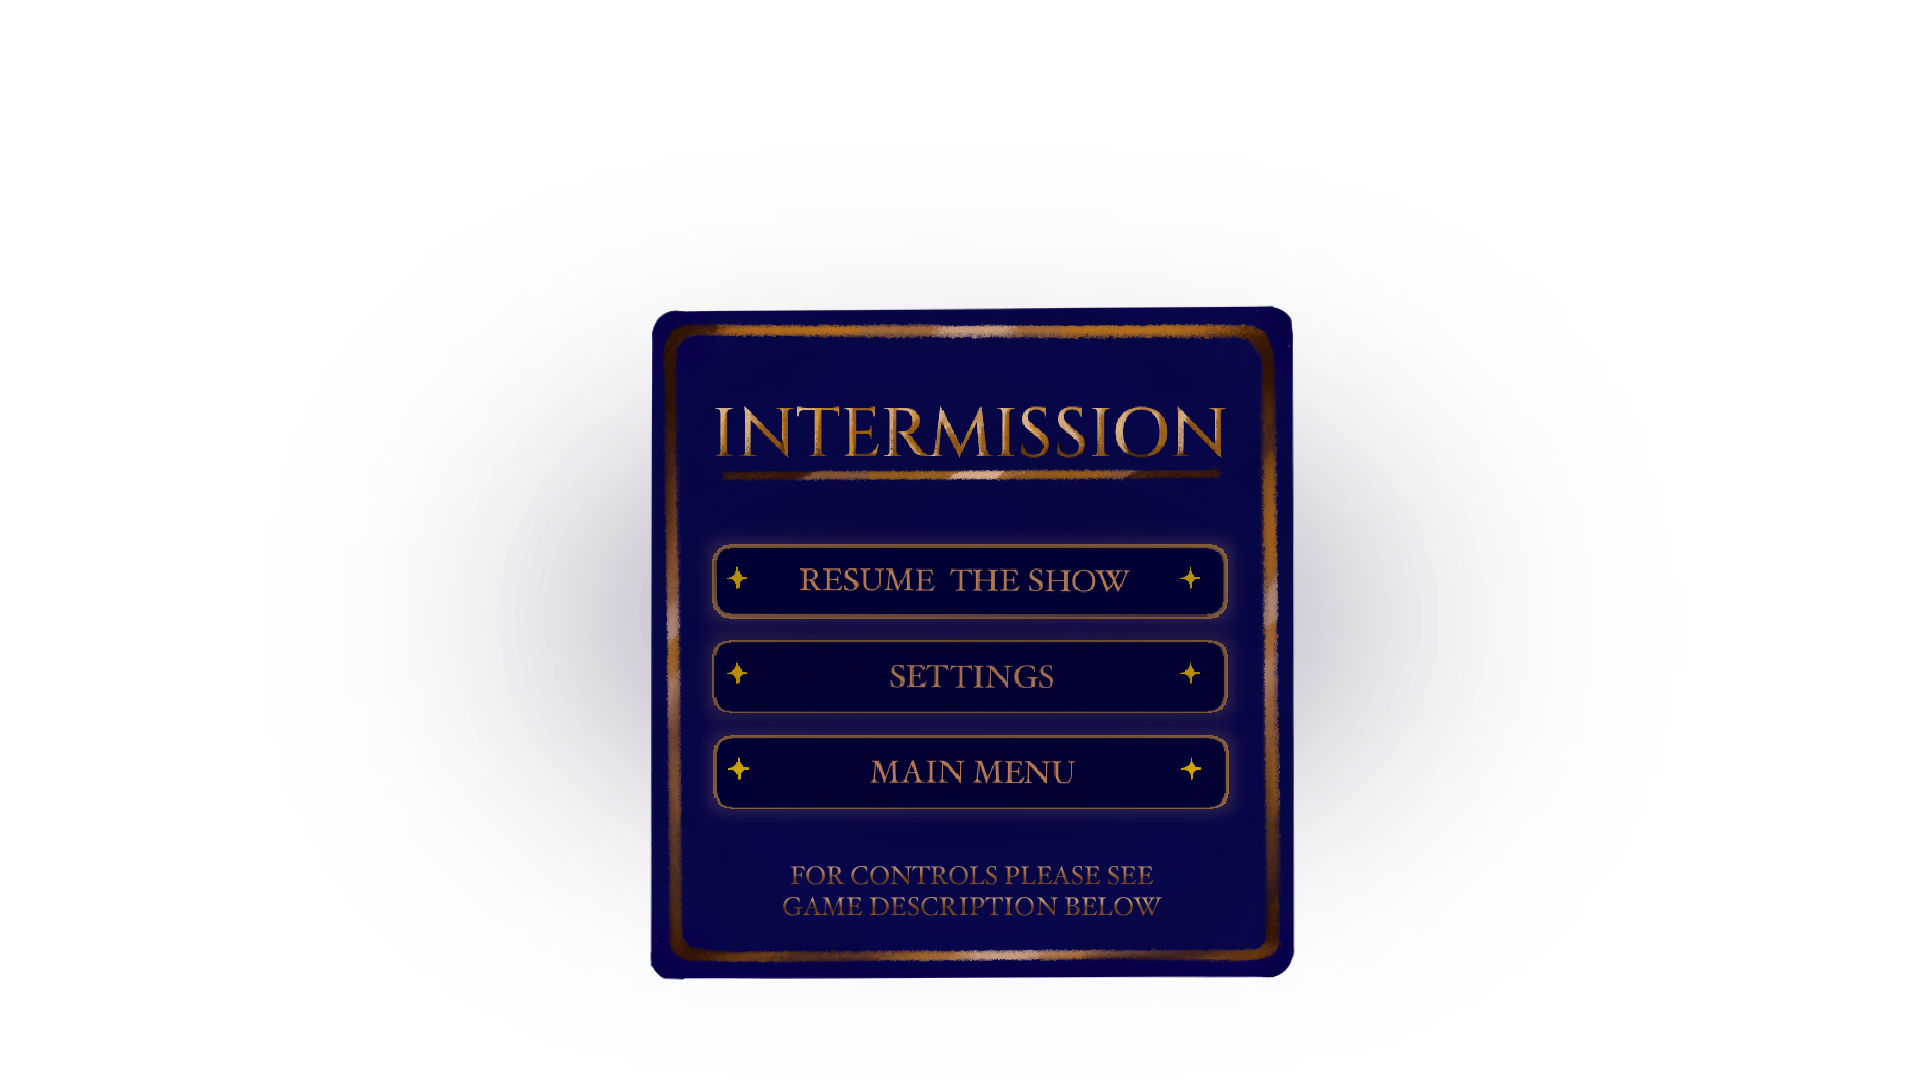 INTERMISSION
RESUME THE SHOW
SETTINGS
MAIN MENU
FOR CONTROLS PLEASE SEE
GAME DESCRIPTION BELOW